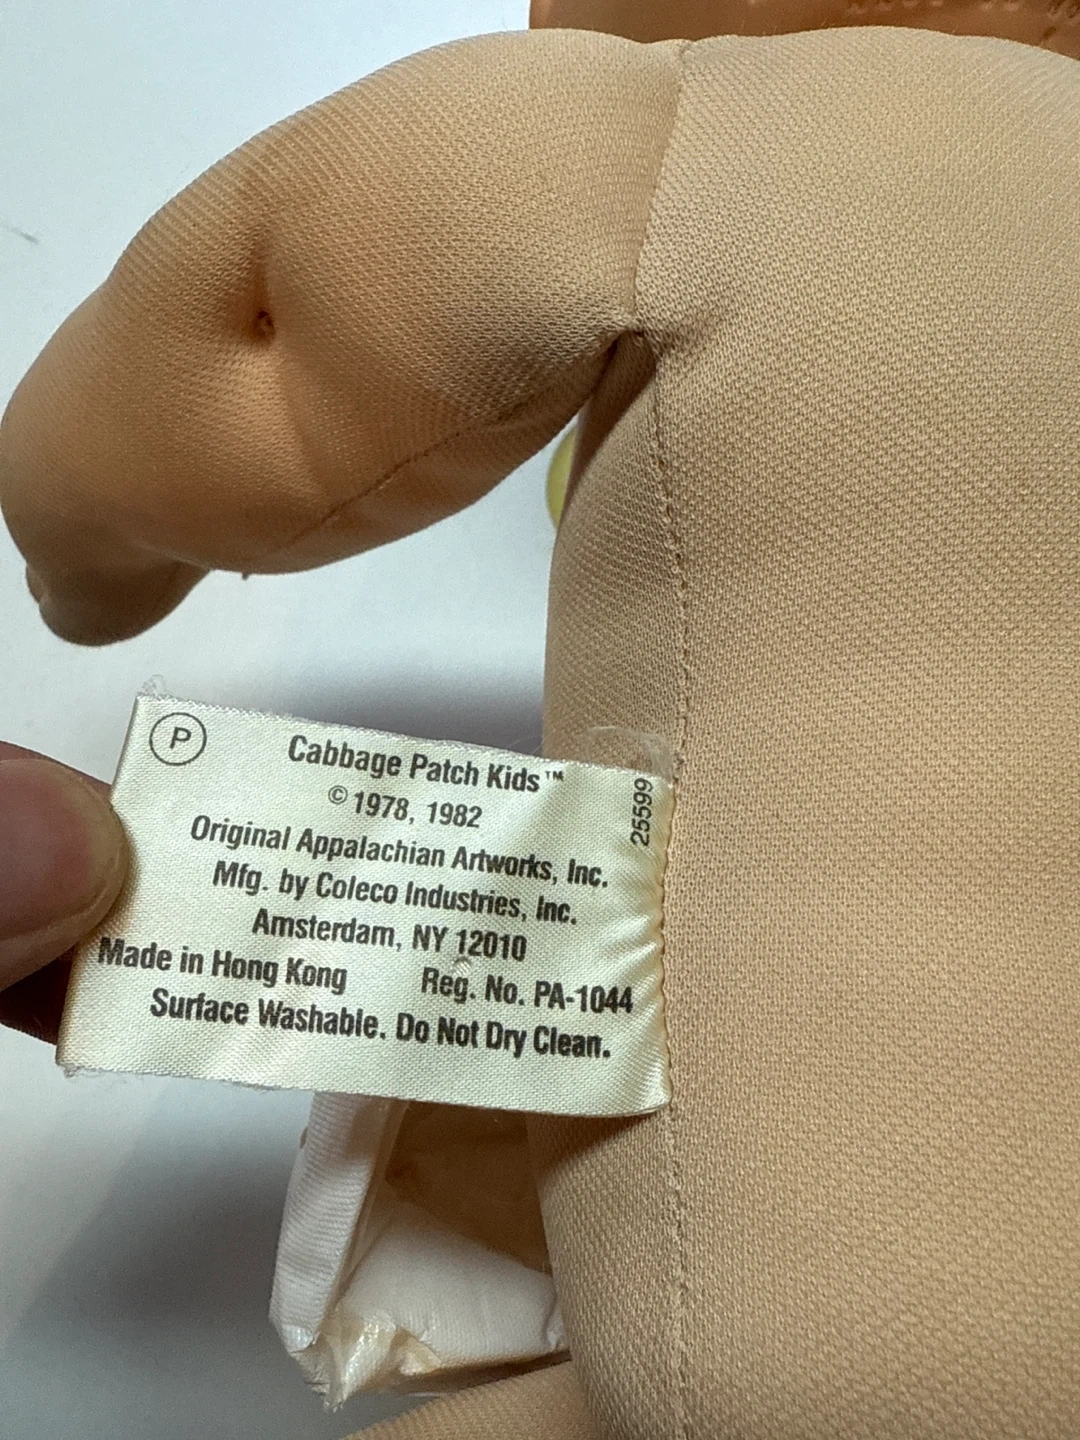 P
Cabbage Patch Kids™
© 1978, 1982
Original Appalachian Artworks, Inc.
Mfg. by Coleco Industries, Inc.
Amsterdam, NY 12010
Made in Hong Kong Reg. No. PA-1044
Surface Washable. Do Not Dry Clean.
25599